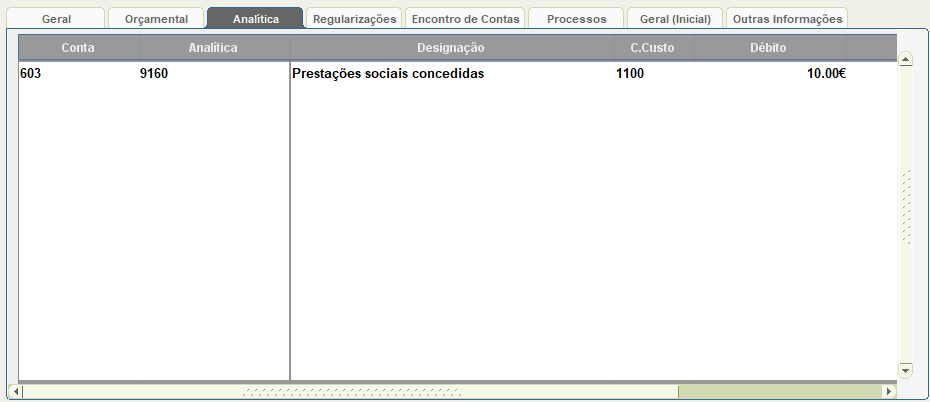 Geral Orçamental Analítica Regularizações Encontro de Contas Processos Geral (Inicial) Outras Informações
Conta Analítica Designação C.Custo Débito
603 9160 Prestações sociais concedidas 1100 10.00€